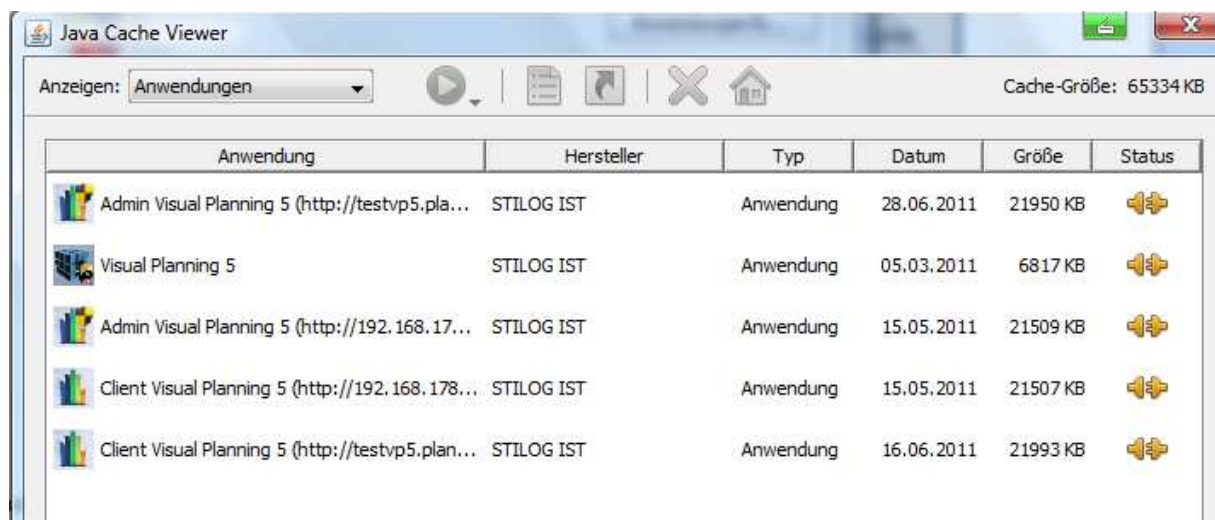 Java Cache Viewer
Anzeigen: Anwendungen Cache-Größe: 65334 KB
Anwendung Hersteller Typ Datum Größe Status
Admin Visual Planning 5 (http://testvp5.pla... STILOG IST Anwendung 28.06.2011 21950 KB
Visual Planning 5 STILOG IST Anwendung 05.03.2011 6817 KB
Admin Visual Planning 5 (http://192.168.17... STILOG IST Anwendung 15.05.2011 21509 KB
Client Visual Planning 5 (http://192.168.178... STILOG IST Anwendung 15.05.2011 21507 KB
Client Visual Planning 5 (http://testvp5.plan... STILOG IST Anwendung 16.06.2011 21993 KB